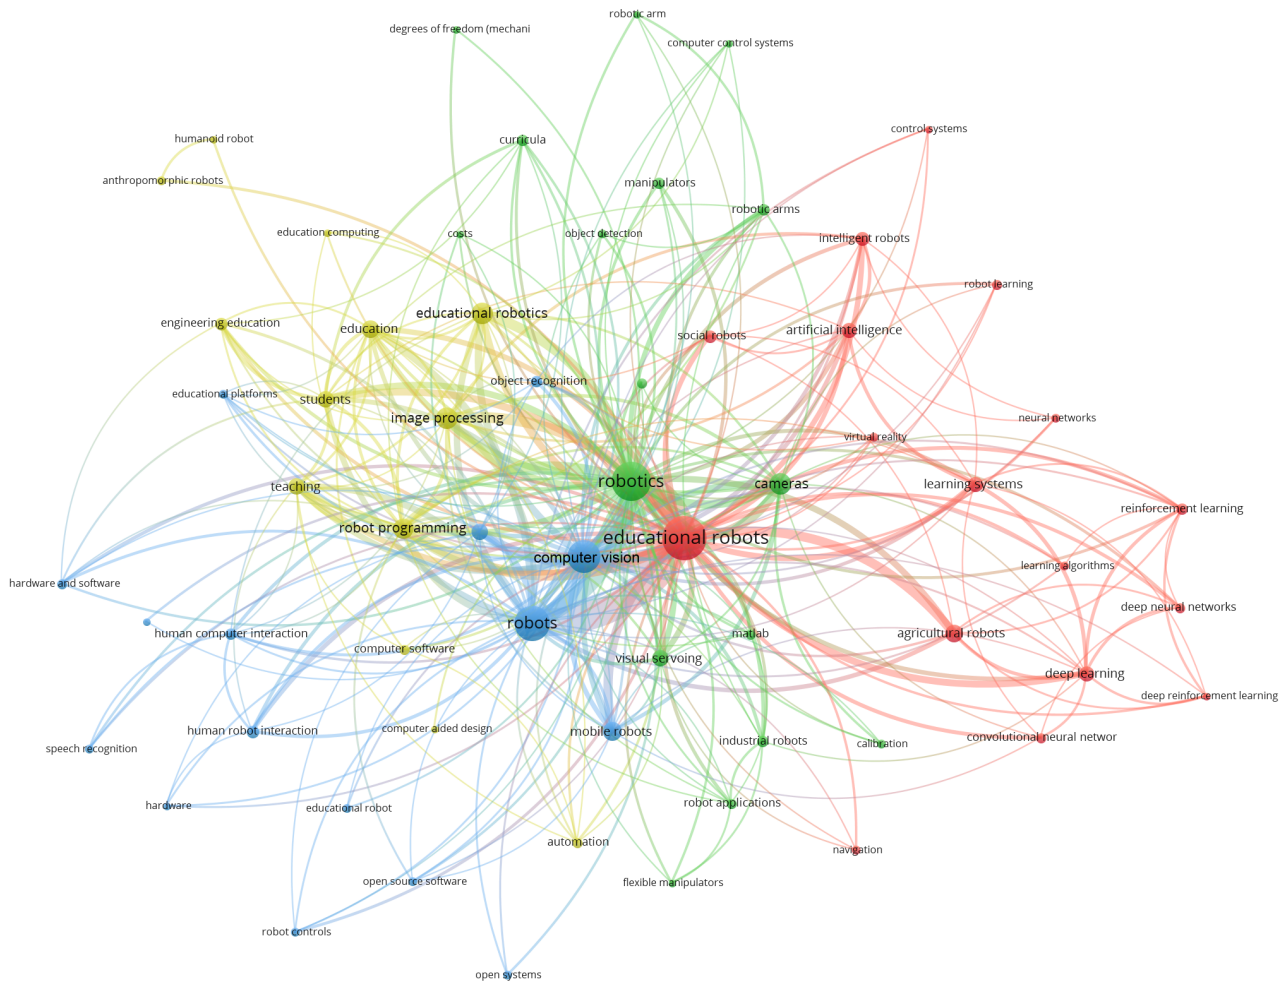 robotic arm
degrees of freedom (mechani
computer control systems
control systems
humanoid robot
curricula
anthropomorphic robots
manipulators
robotic arms
education computing
costs
object detection
intelligent robots
robot learning
educational robotics
engineering education
education
social robots
artificial intelligence
object recognition
educational platforms
students
image processing
neural networks
virtual reality
robotics
cameras
learning systems
teaching
reinforcement learning
robot programming
educational robots
computer vision
learning algorithms
hardware and software
deep neural networks
robots
human computer interaction
matlab
agricultural robots
computer software
visual servoing
deep learning
deep reinforcement learning
human robot interaction
computer aided design
mobile robots
industrial robots
calibration
convolutional neural networ
speech recognition
hardware
educational robot
robot applications
automation
navigation
open source software
flexible manipulators
robot controls
open systems